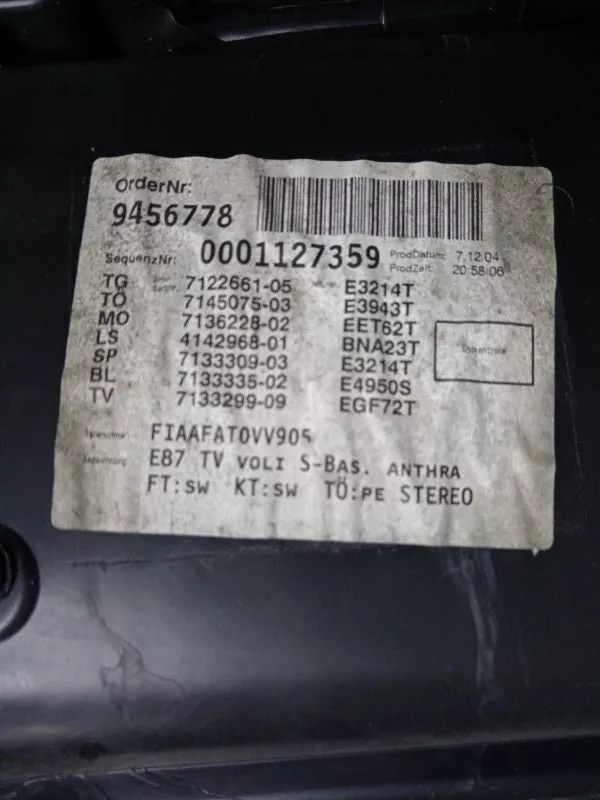 OrderNr:
9456778
SequenzNr: 0001127359 ProdDatum: 7.12.04
ProdZeit: 20:58:06
TG 7122661-05 E3214T
TÖ 7145075-03 E3943T
MO 7136228-02 EET62T
LS 4142968-01 BNA23T
SP 7133309-03 E3214T
BL 7133335-02 E4950S
TV 7133299-09 EGF72T
Endkontrolle
FIAAFATOVV905
E87 TV VOLI S-BAS. ANTHRA
FT:SW KT:SW TÖ:PE STEREO